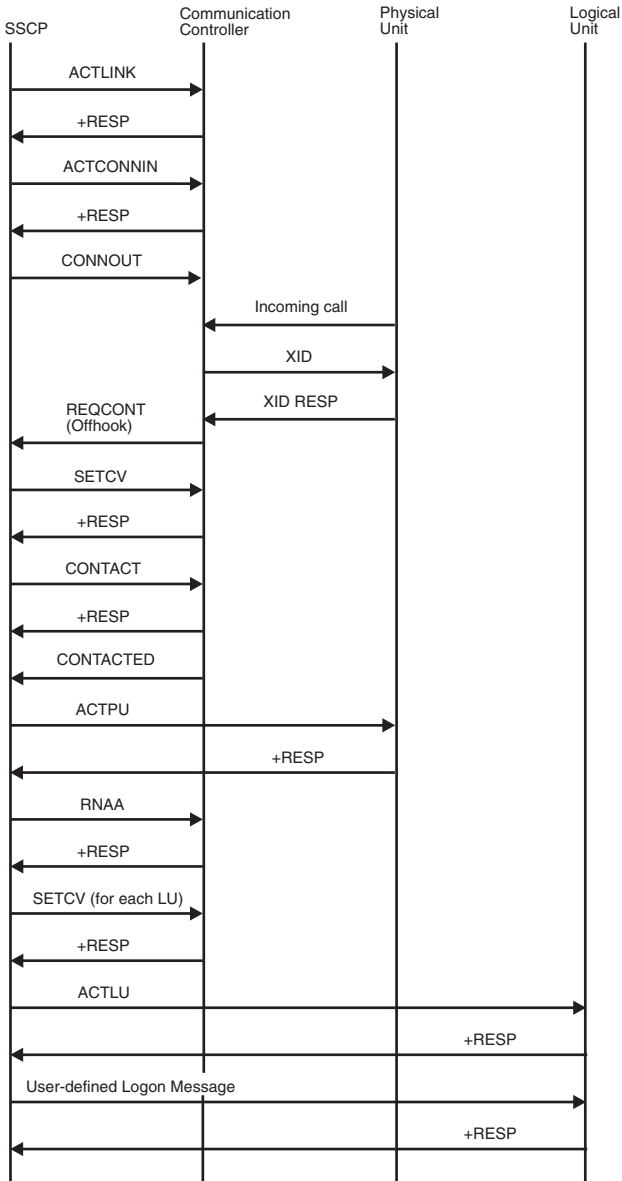 SSCP
Communication
Controller
Physical
Unit
Logical
Unit
ACTLINK
+RESP
ACTCONNIN
+RESP
CONNOUT
Incoming call
XID
XID RESP
REQCONT
(Offhook)
SETCV
+RESP
CONTACT
+RESP
CONTACTED
ACTPU
+RESP
RNAA
+RESP
SETCV (for each LU)
+RESP
ACTLU
+RESP
User-defined Logon Message
+RESP